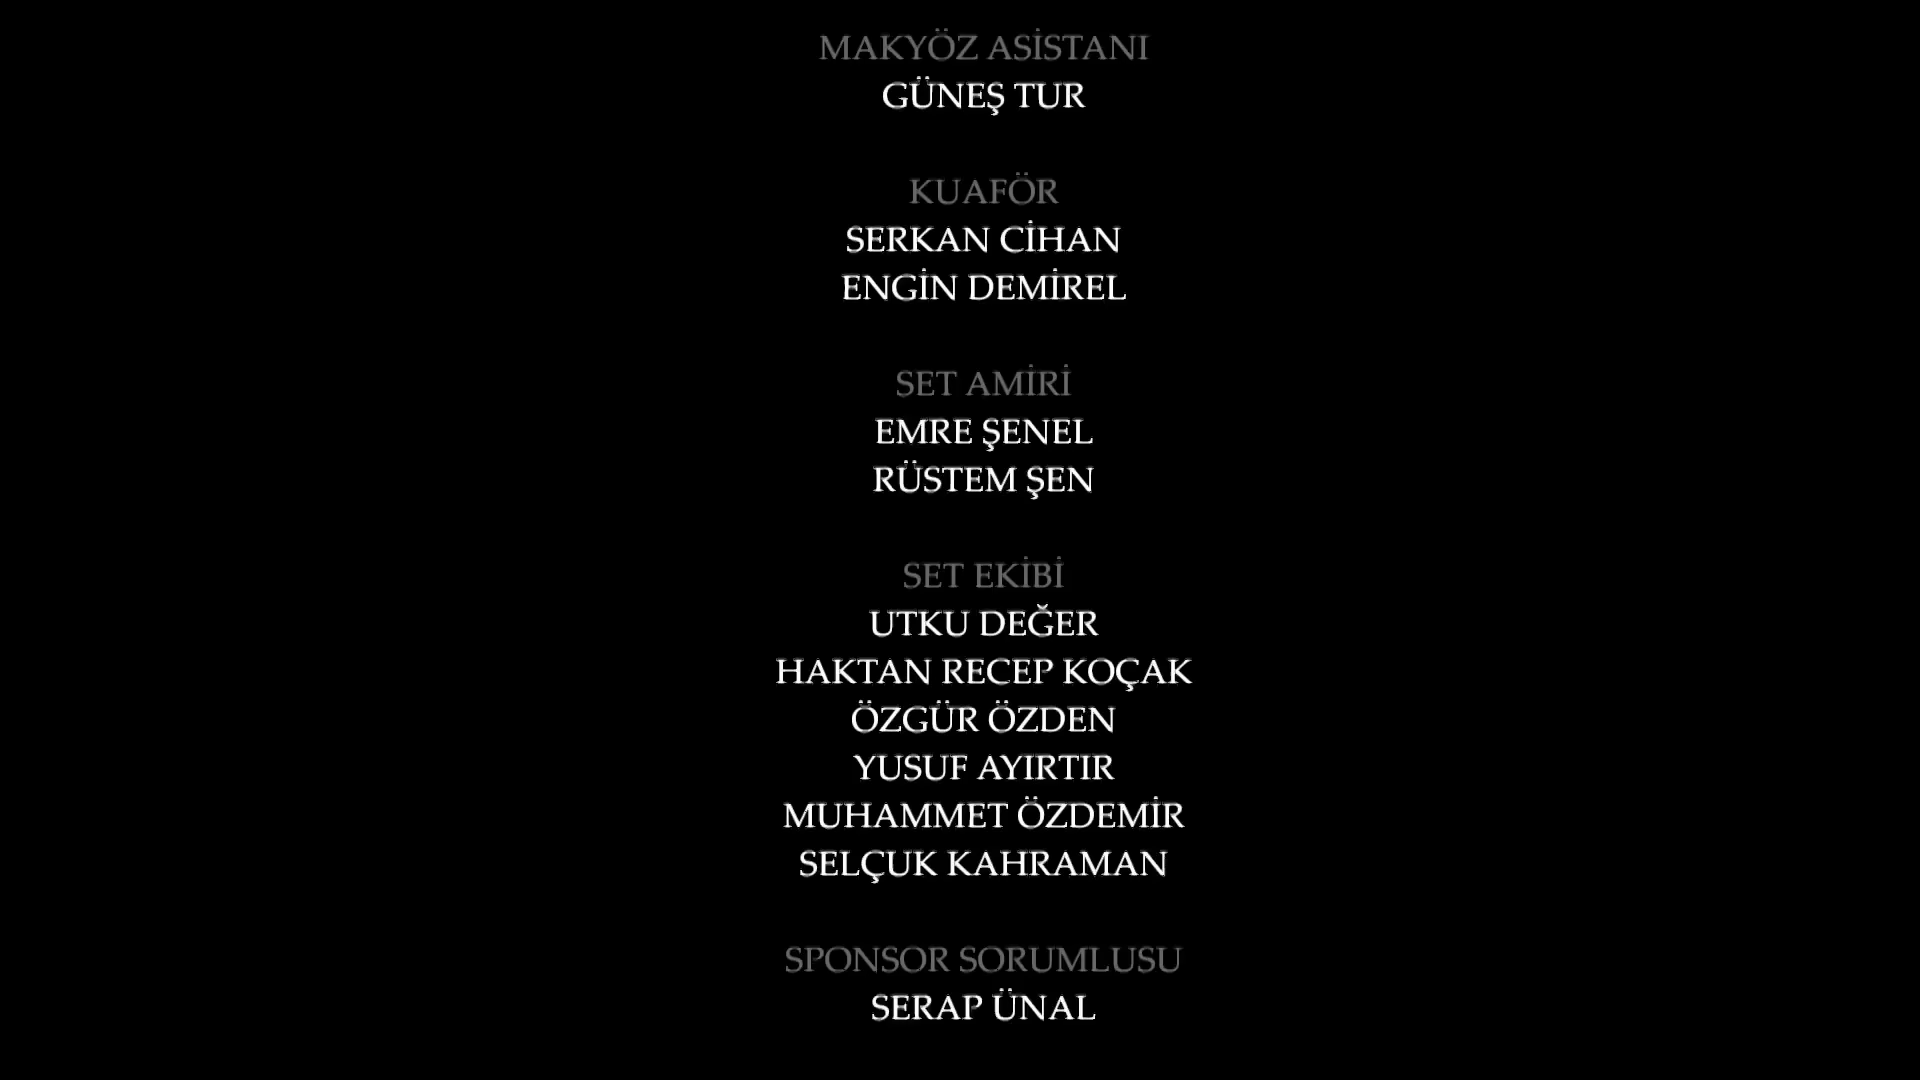 MAKYÖZ ASİSTANI
GÜNEŞ TUR
KUAFÖR
SERKAN CİHAN
ENGİN DEMİREL
SET AMİRİ
EMRE ŞENEL
RÜSTEM ŞEN
SET EKİBİ
UTKU DEĞER
HAKTAN RECEP KOÇAK
ÖZGÜR ÖZDEN
YUSUF AYIRTIR
MUHAMMET ÖZDEMİR
SELÇUK KAHRAMAN
SPONSOR SORUMLUSU
SERAP ÜNAL